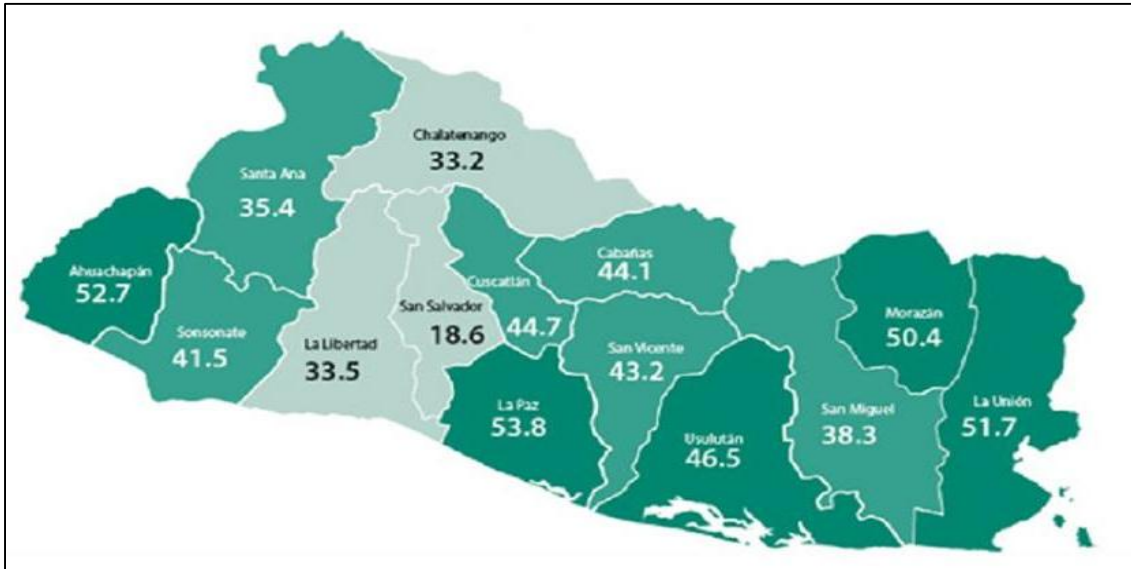 Chalatenango
33.2
Santa Ana
35.4
Ahuachapán
52.7
Sonsonate
41.5
La Libertad
33.5
San Salvador
18.6
Cuscatlán
44.7
Cabañas
44.1
San Vicente
43.2
La Paz
53.8
Usulután
46.5
San Miguel
38.3
Morazán
50.4
La Unión
51.7